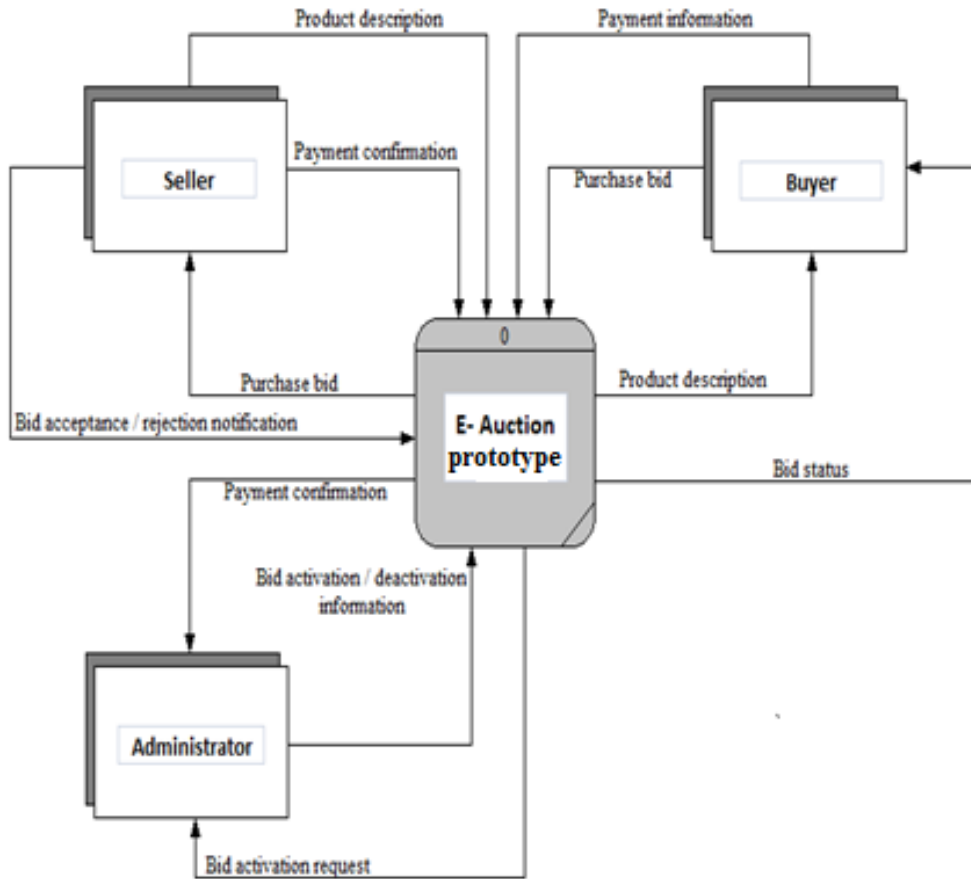 Product description
Payment information
Payment confirmation
Seller
Purchase bid
Buyer
0
Purchase bid
Product description
Bid acceptance / rejection notification
E- Auction
prototype
Bid status
Payment confirmation
Bid activation / deactivation
information
Administrator
Bid activation request